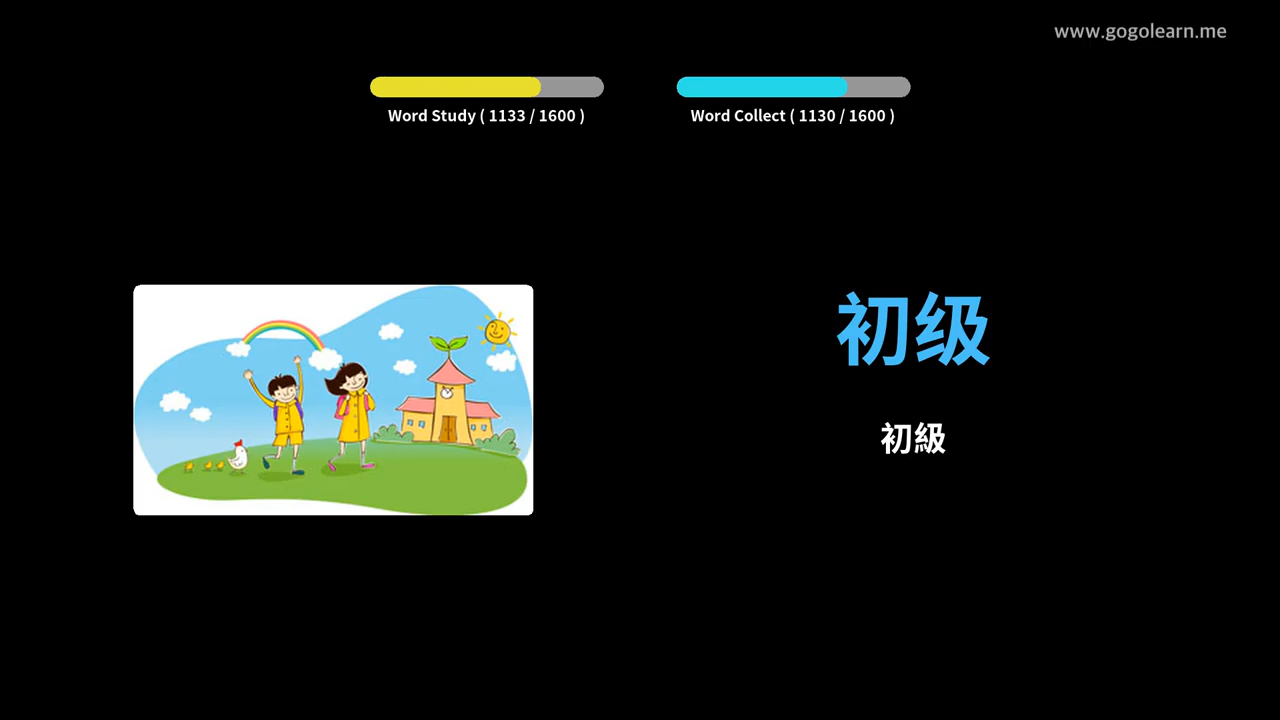 www.gogolearn.me
Word Study ( 1133 / 1600 )
Word Collect ( 1130 / 1600 )
初级
初級